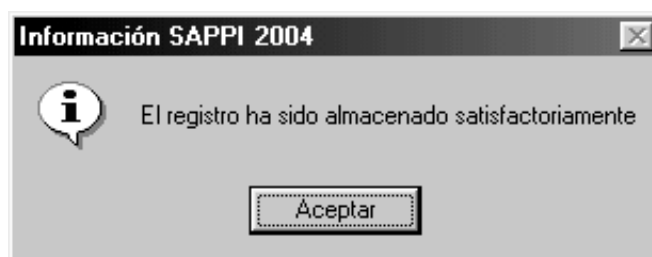 Información SAPPI 2004
El registro ha sido almacenado satisfactoriamente
Aceptar